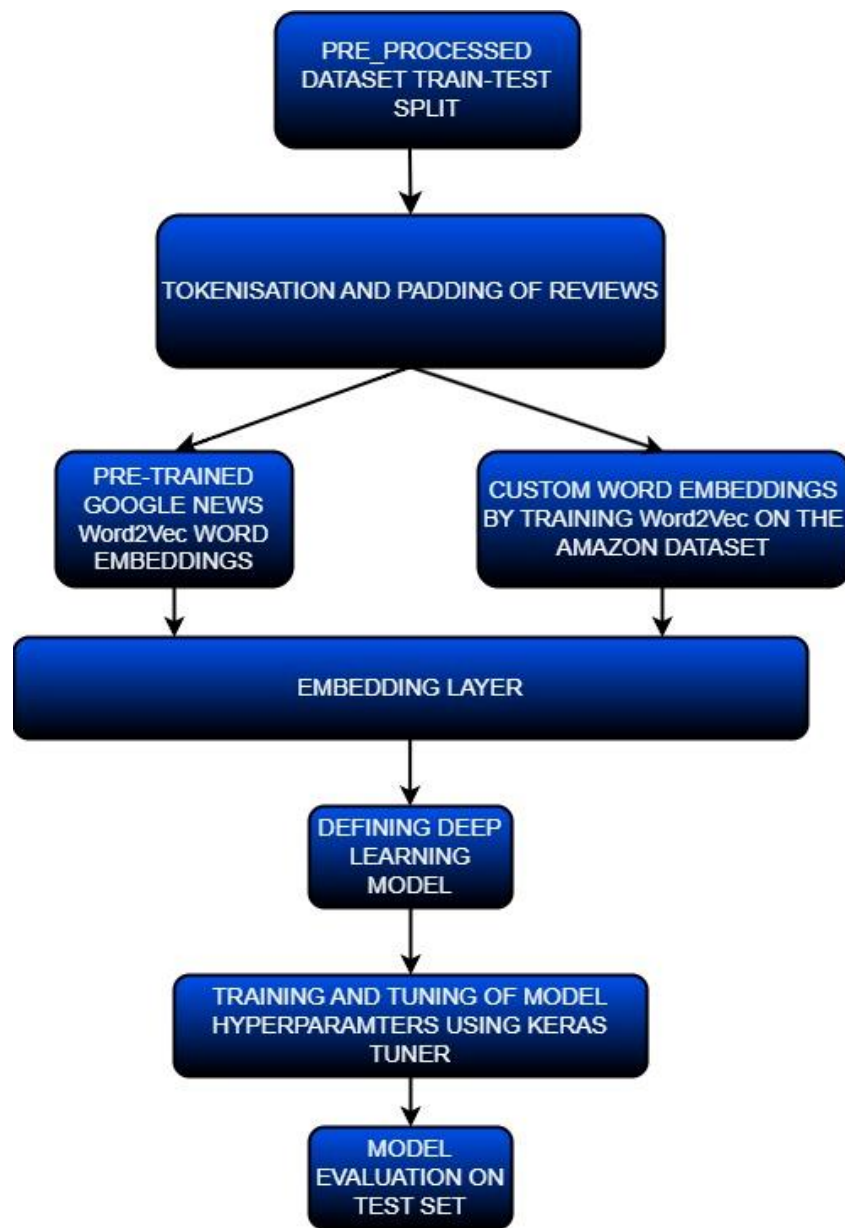 PRE_PROCESSED
DATASET TRAIN-TEST
SPLIT
TOKENISATION AND PADDING OF REVIEWS
PRE-TRAINED
GOOGLE NEWS
Word2Vec WORD
EMBEDDINGS
CUSTOM WORD EMBEDDINGS
BY TRAINING Word2Vec ON THE
AMAZON DATASET
EMBEDDING LAYER
DEFINING DEEP
LEARNING
MODEL
TRAINING AND TUNING OF MODEL
HYPERPARAMTERS USING KERAS
TUNER
MODEL
EVALUATION ON
TEST SET